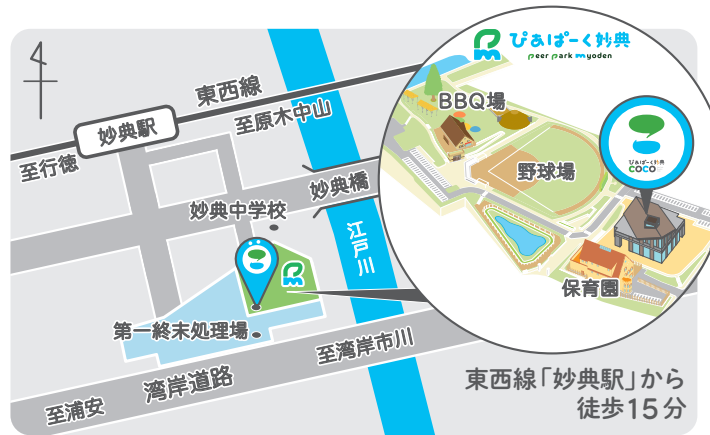 ぴあぱーく妙典
peer park myoden
BBQ場
野球場
ぴあぱーく妙典
COCO
保育園
東西線
妙典駅
至原木中山
至行徳
妙典橋
妙典中学校
江戸川
第一終末処理場
至湾岸市川
湾岸道路
至浦安
東西線「妙典駅」から
徒歩15分